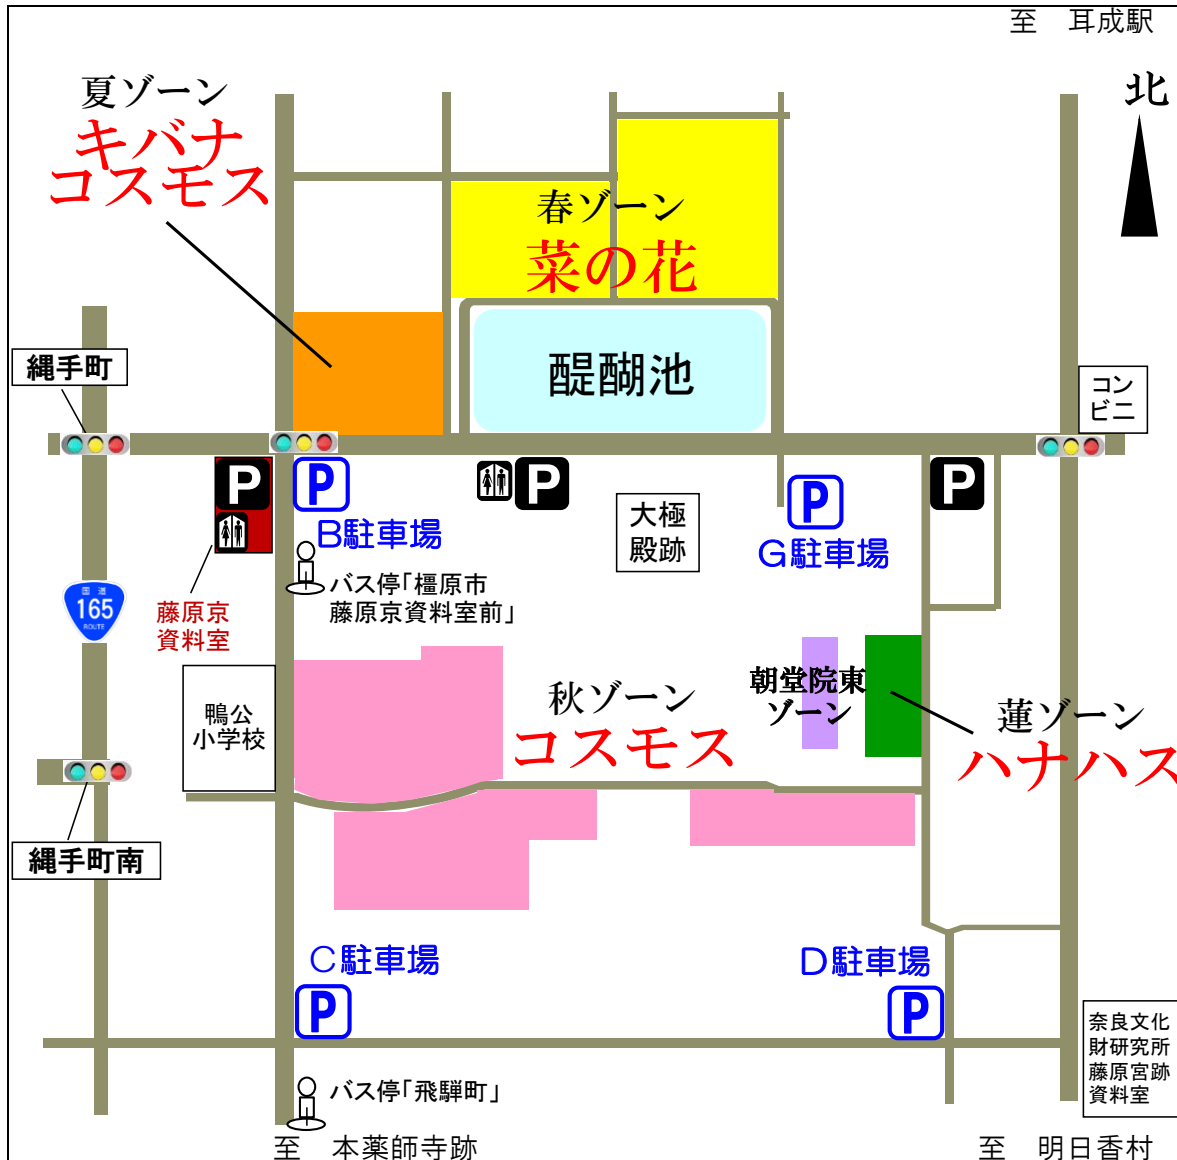 至 耳成駅
北
夏ゾーン
キバナ
コスモス
春ゾーン
菜の花
醍醐池
縄手町
コン
ビニ
P
P
P
P
P
B駐車場
大極
殿跡
G駐車場
バス停「橿原市
藤原京資料室前」
国道
165
ROUTE
藤原京
資料室
鴨公
小学校
秋ゾーン
コスモス
朝堂院東
ゾーン
蓮ゾーン
ハナハス
縄手町南
C駐車場
P
D駐車場
P
奈良文化
財研究所
藤原宮跡
資料室
バス停「飛騨町」
至 本薬師寺跡
至 明日香村